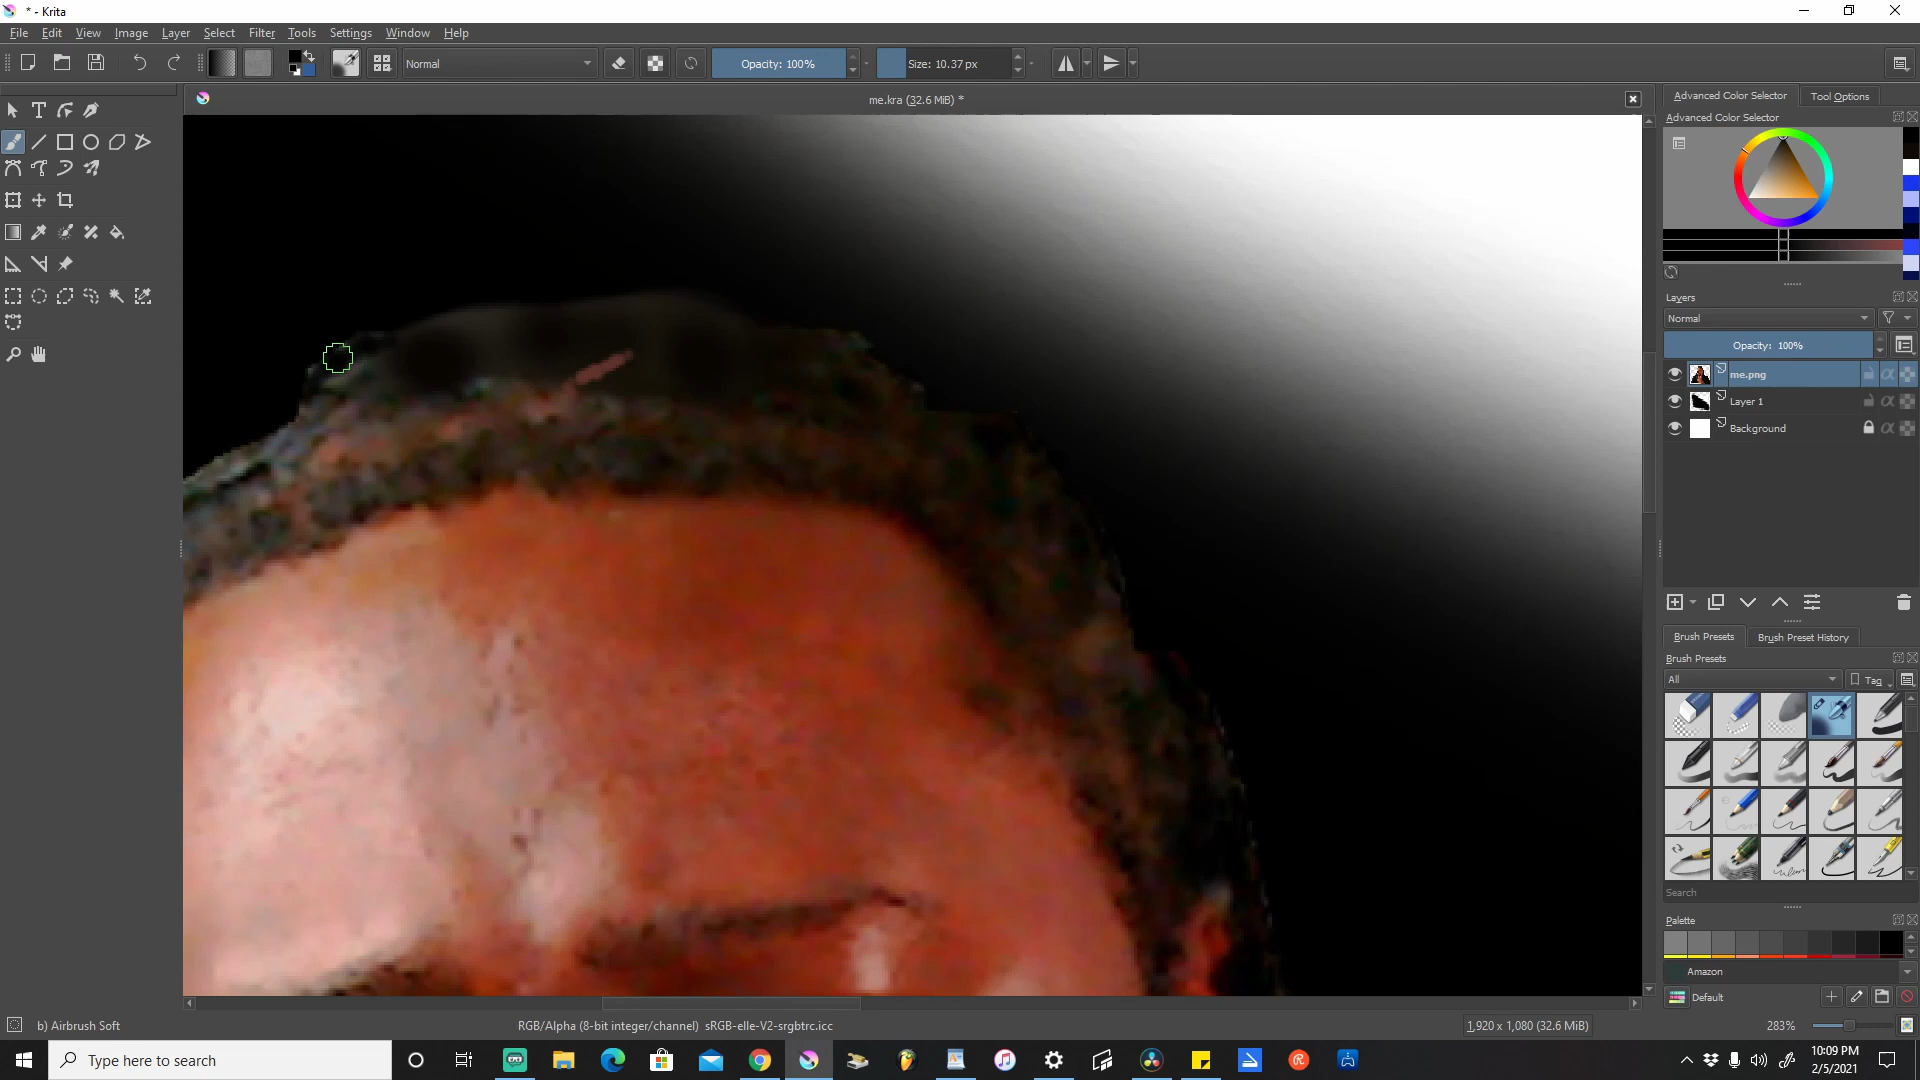 * - Krita
File Edit View Image Layer Select Filter Tools Settings Window Help
Normal
Opacity: 100%
Size: 10.37 px
me.kra (32.6 MiB) *
Advanced Color Selector Tool Options
Advanced Color Selector
Layers
Normal
Opacity: 100%
me.png
Layer 1
Background
Brush Presets Brush Preset History
Brush Presets
All
Tag
Search
Palette
Amazon
Default
b) Airbrush Soft
RGB/Alpha (8-bit integer/channel) sRGB-elle-V2-srgbtrc.icc
1,920 x 1,080 (32.6 MiB)
283%
Type here to search
10:09 PM
2/5/2021